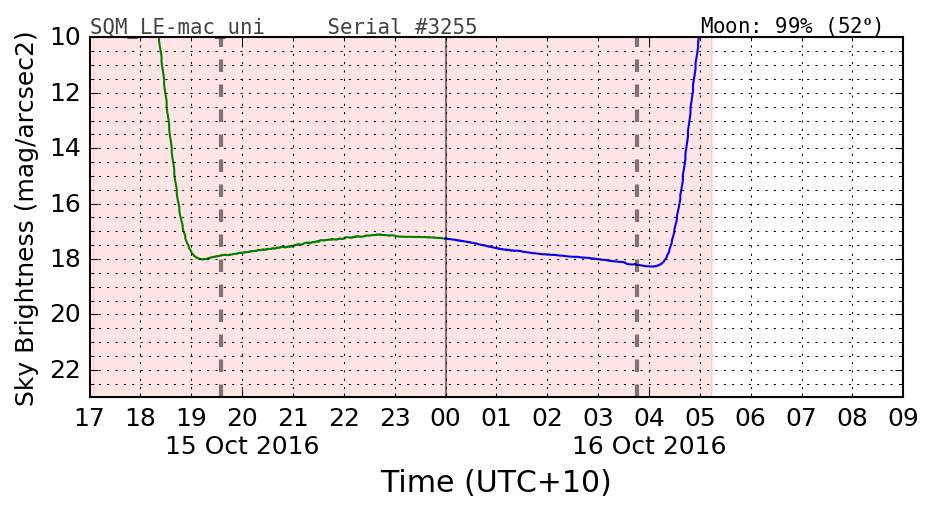 SQM_LE-mac_uni Serial #3255 Moon: 99% (52°)
Sky Brightness (mag/arcsec2)
10
12
14
16
18
20
22
17 18 19 20 21 22 23 00 01 02 03 04 05 06 07 08 09
15 Oct 2016 16 Oct 2016
Time (UTC+10)